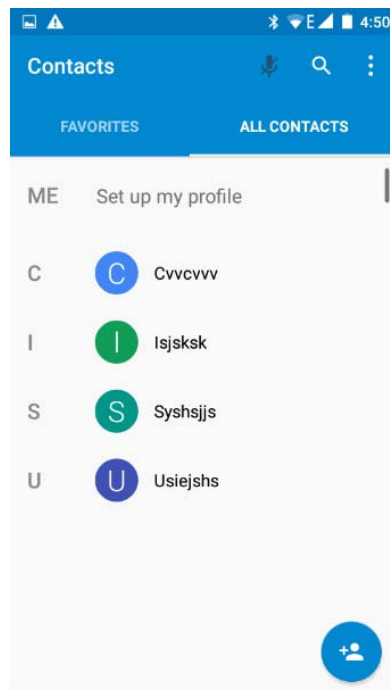 E 4:50
Contacts
FAVORITES ALL CONTACTS
ME Set up my profile
C C Cvvcvvv
I I Isjsksk
S S Syshsjjs
U U Usiejshs